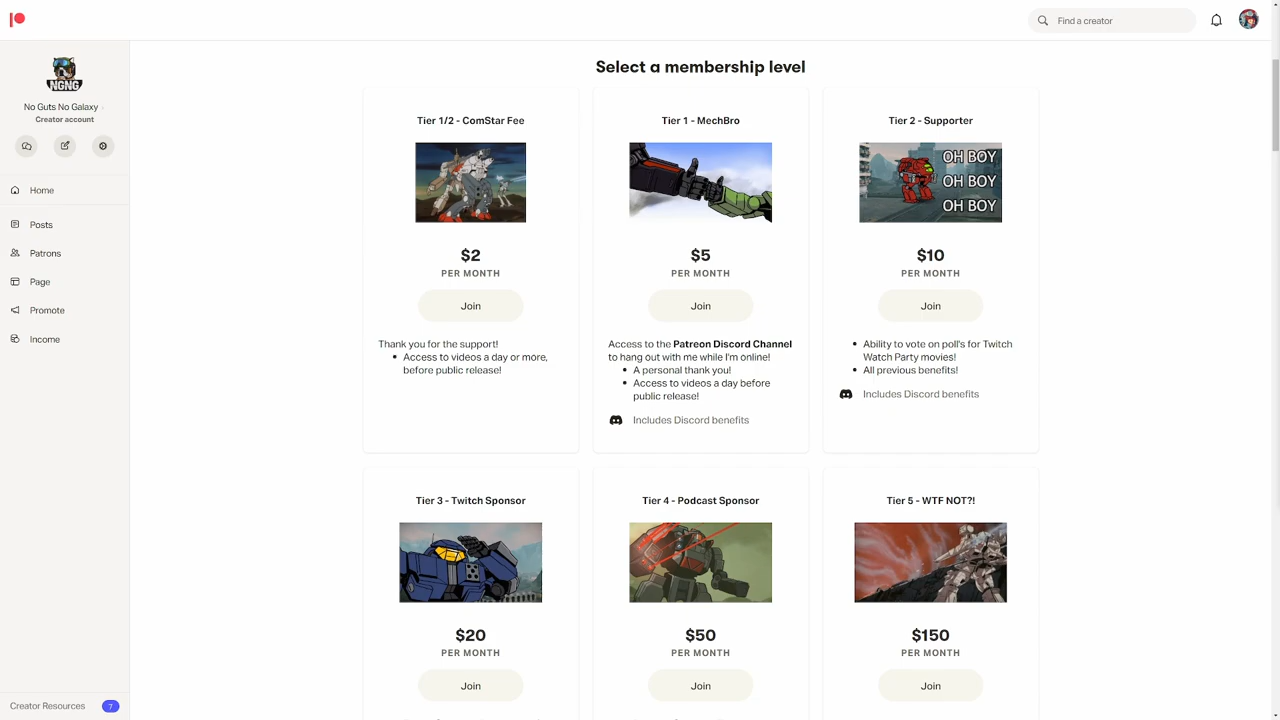 Find a creator
NGNG
No Guts No Galaxy
Creator account
Home
Posts
Patrons
Page
Promote
Income
Creator Resources
7
Select a membership level
Tier 1/2 - ComStar Fee
$2
PER MONTH
Join
Thank you for the support!
• Access to videos a day or more,
before public release!
Tier 1 - MechBro
$5
PER MONTH
Join
Access to the Patreon Discord Channel
to hang out with me while I'm online!
• A personal thank you!
• Access to videos a day before
public release!
Includes Discord benefits
Tier 2 - Supporter
OH BOY
OH BOY
OH BOY
$10
PER MONTH
Join
• Ability to vote on poll's for Twitch
Watch Party movies!
• All previous benefits!
Includes Discord benefits
Tier 3 - Twitch Sponsor
$20
PER MONTH
Join
Tier 4 - Podcast Sponsor
$50
PER MONTH
Join
Tier 5 - WTF NOT?!
$150
PER MONTH
Join